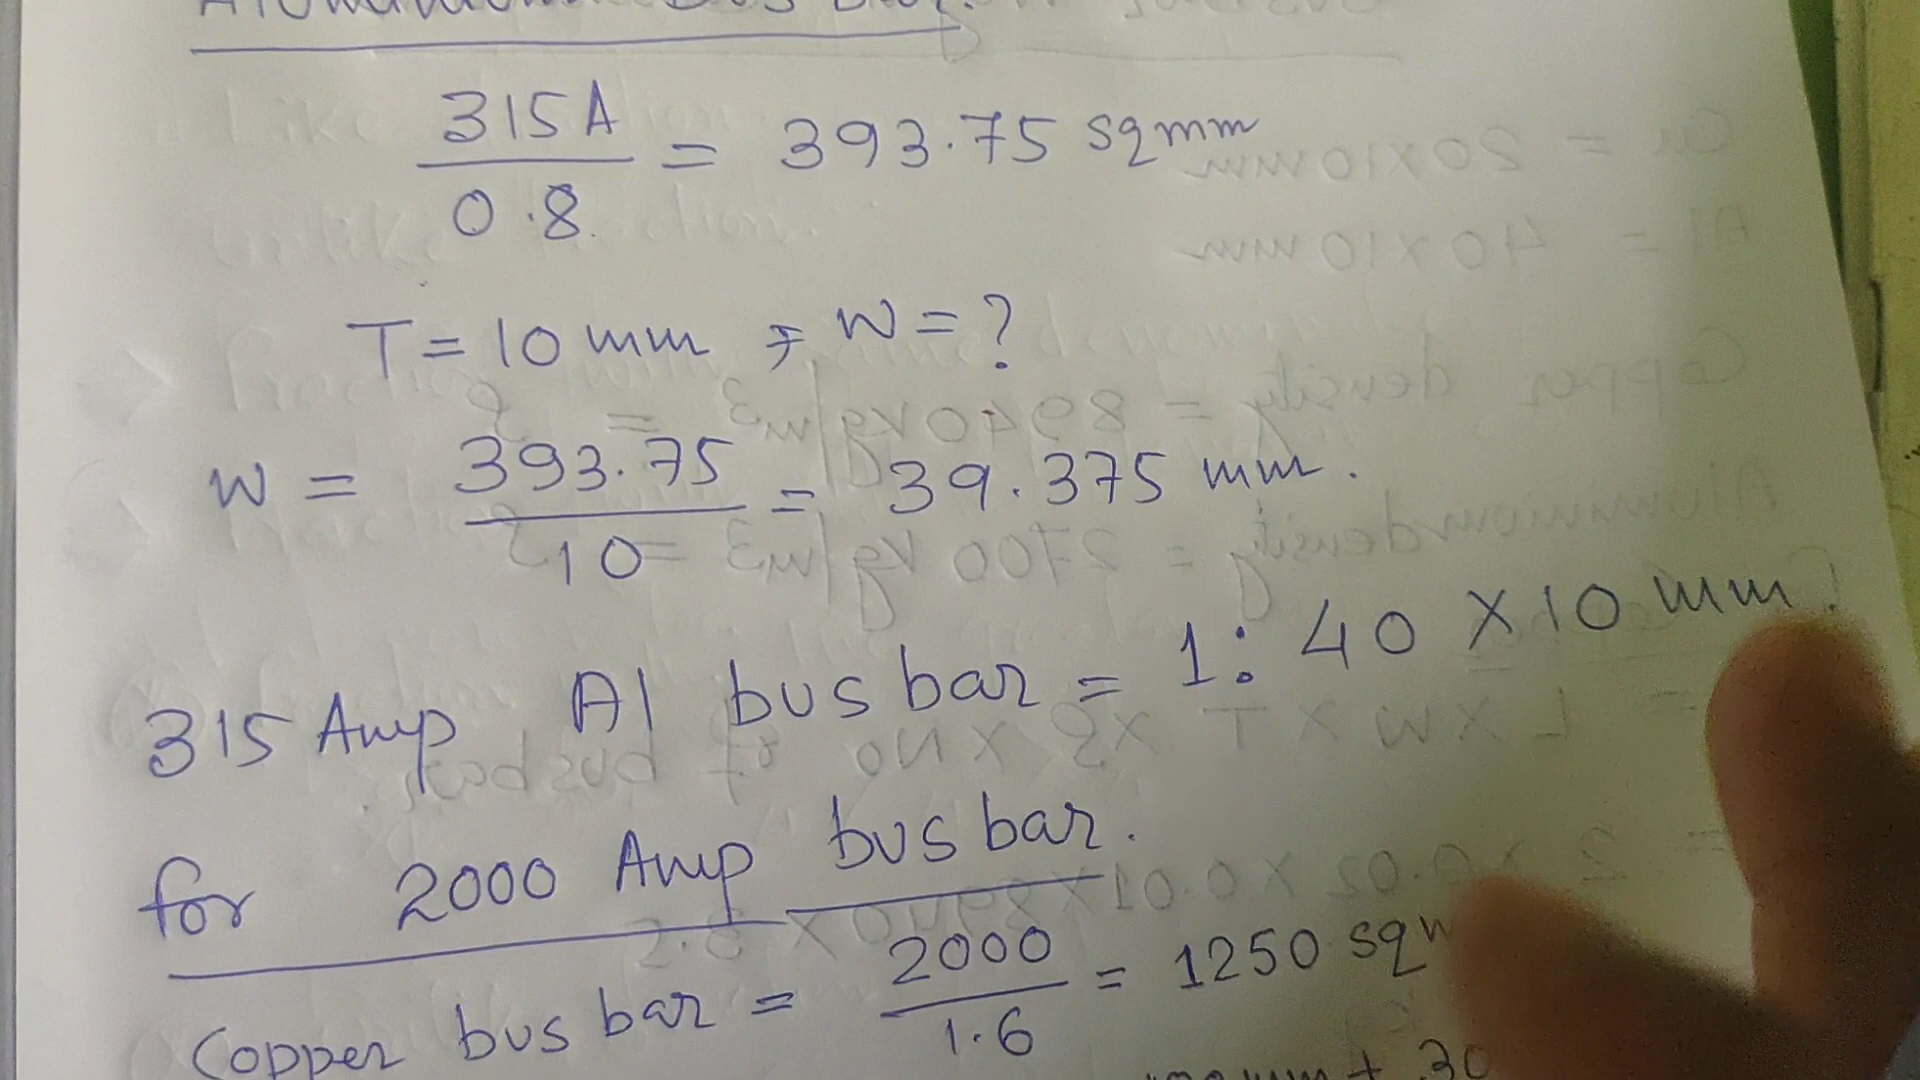 315A
0.8
= 393.75 sqmm
T = 10 mm, W = ?
W = 393.75
10
= 39.375 mm.
315 Amp Al bus bar = 1: 40 X 10 mm
for 2000 Amp bus bar.
Copper bus bar = 2000
1.6
= 1250 sq